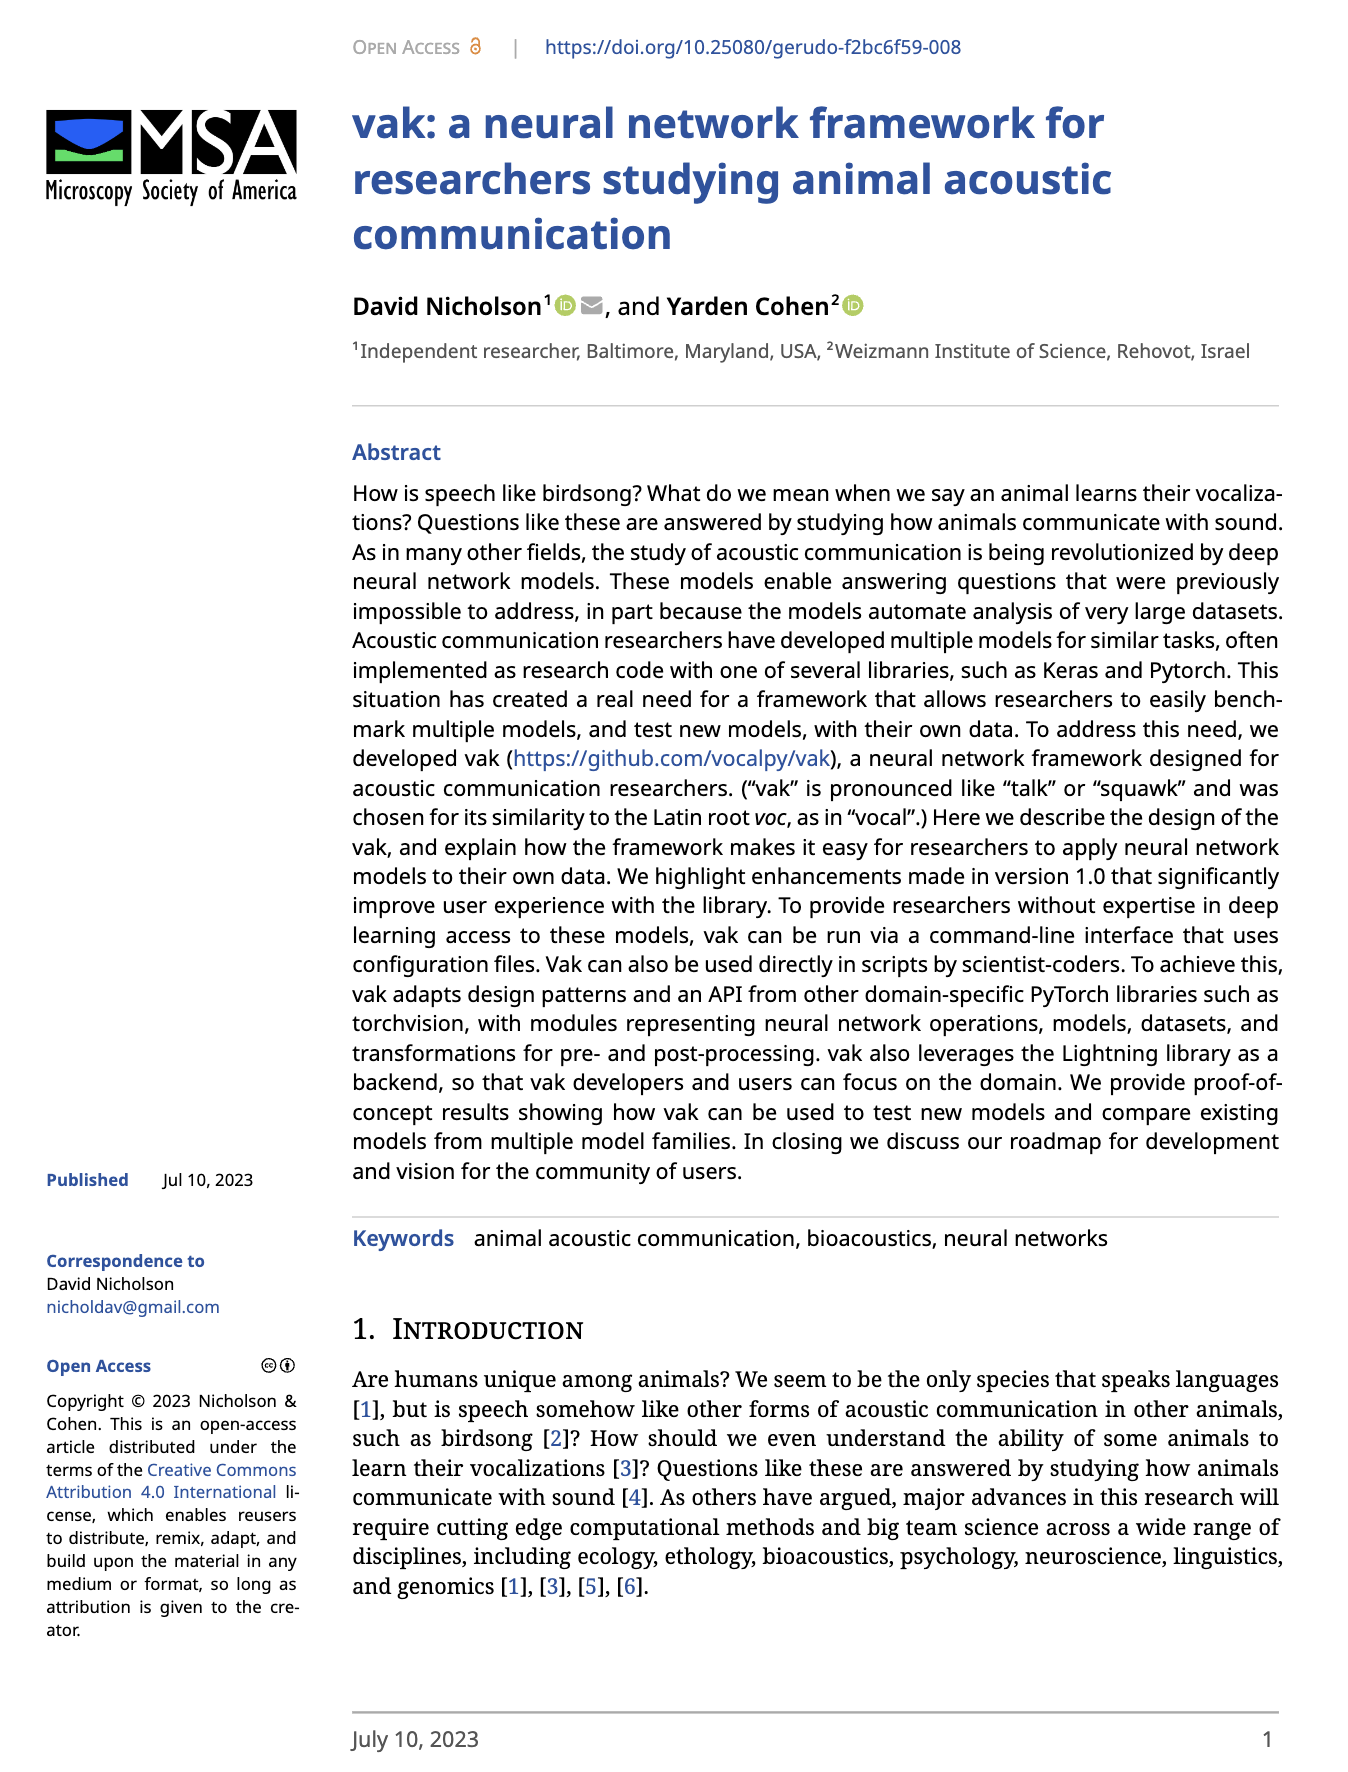 OPEN ACCESS | https://doi.org/10.25080/gerudo-f2bc6f59-008
MSA
Microscopy Society of America
vak: a neural network framework for
researchers studying animal acoustic
communication
David Nicholson¹ iD, and Yarden Cohen² iD
¹Independent researcher, Baltimore, Maryland, USA, ²Weizmann Institute of Science, Rehovot, Israel
Abstract
How is speech like birdsong? What do we mean when we say an animal learns their vocaliza-
tions? Questions like these are answered by studying how animals communicate with sound.
As in many other fields, the study of acoustic communication is being revolutionized by deep
neural network models. These models enable answering questions that were previously
impossible to address, in part because the models automate analysis of very large datasets.
Acoustic communication researchers have developed multiple models for similar tasks, often
implemented as research code with one of several libraries, such as Keras and Pytorch. This
situation has created a real need for a framework that allows researchers to easily bench-
mark multiple models, and test new models, with their own data. To address this need, we
developed vak (https://github.com/vocalpy/vak), a neural network framework designed for
acoustic communication researchers. (“vak” is pronounced like “talk” or “squawk” and was
chosen for its similarity to the Latin root voc, as in “vocal”.) Here we describe the design of the
vak, and explain how the framework makes it easy for researchers to apply neural network
models to their own data. We highlight enhancements made in version 1.0 that significantly
improve user experience with the library. To provide researchers without expertise in deep
learning access to these models, vak can be run via a command-line interface that uses
configuration files. Vak can also be used directly in scripts by scientist-coders. To achieve this,
vak adapts design patterns and an API from other domain-specific PyTorch libraries such as
torchvision, with modules representing neural network operations, models, datasets, and
transformations for pre- and post-processing. vak also leverages the Lightning library as a
backend, so that vak developers and users can focus on the domain. We provide proof-of-
concept results showing how vak can be used to test new models and compare existing
models from multiple model families. In closing we discuss our roadmap for development
and vision for the community of users.
Keywords animal acoustic communication, bioacoustics, neural networks
Published Jul 10, 2023
Correspondence to
David Nicholson
nicholdav@gmail.com
Open Access cc
Copyright © 2023 Nicholson &
Cohen. This is an open-access
article distributed under the
terms of the Creative Commons
Attribution 4.0 International li-
cense, which enables reusers
to distribute, remix, adapt, and
build upon the material in any
medium or format, so long as
attribution is given to the cre-
ator.
1. INTRODUCTION
Are humans unique among animals? We seem to be the only species that speaks languages
[1], but is speech somehow like other forms of acoustic communication in other animals,
such as birdsong [2]? How should we even understand the ability of some animals to
learn their vocalizations [3]? Questions like these are answered by studying how animals
communicate with sound [4]. As others have argued, major advances in this research will
require cutting edge computational methods and big team science across a wide range of
disciplines, including ecology, ethology, bioacoustics, psychology, neuroscience, linguistics,
and genomics [1], [3], [5], [6].
July 10, 2023 1